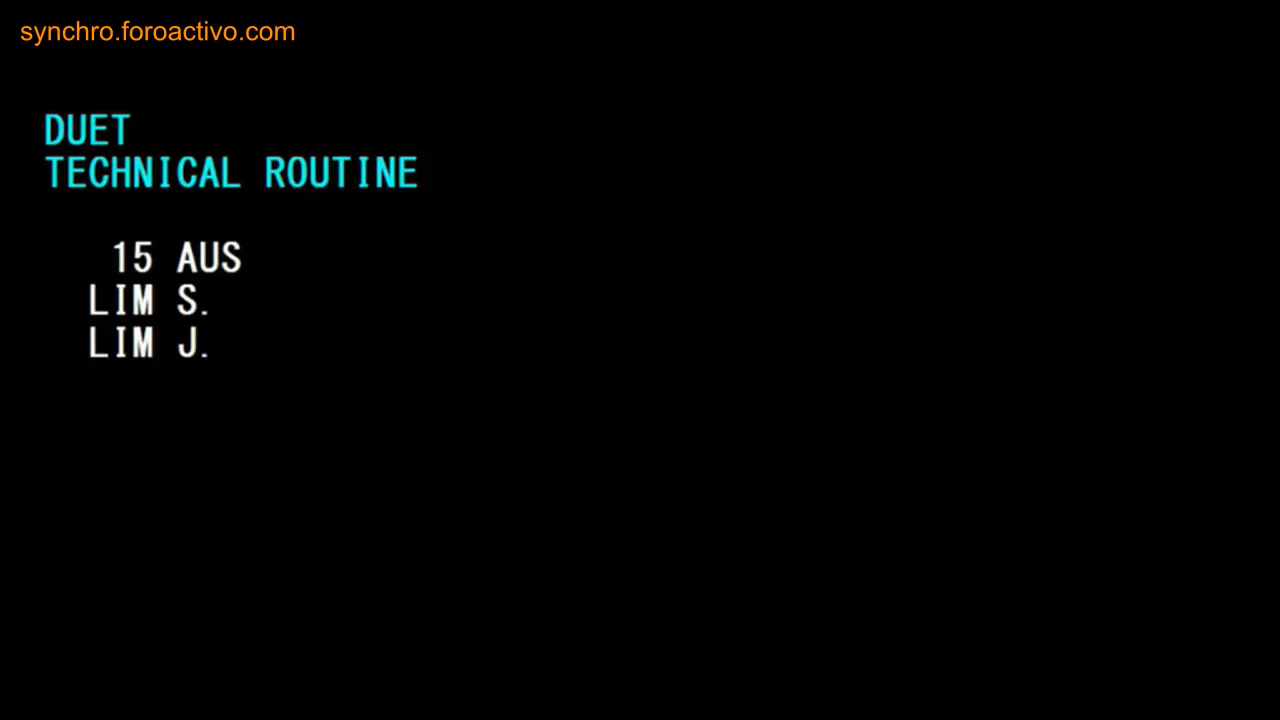 synchro.foroactivo.com
DUET
TECHNICAL ROUTINE
15 AUS
LIM S.
LIM J.